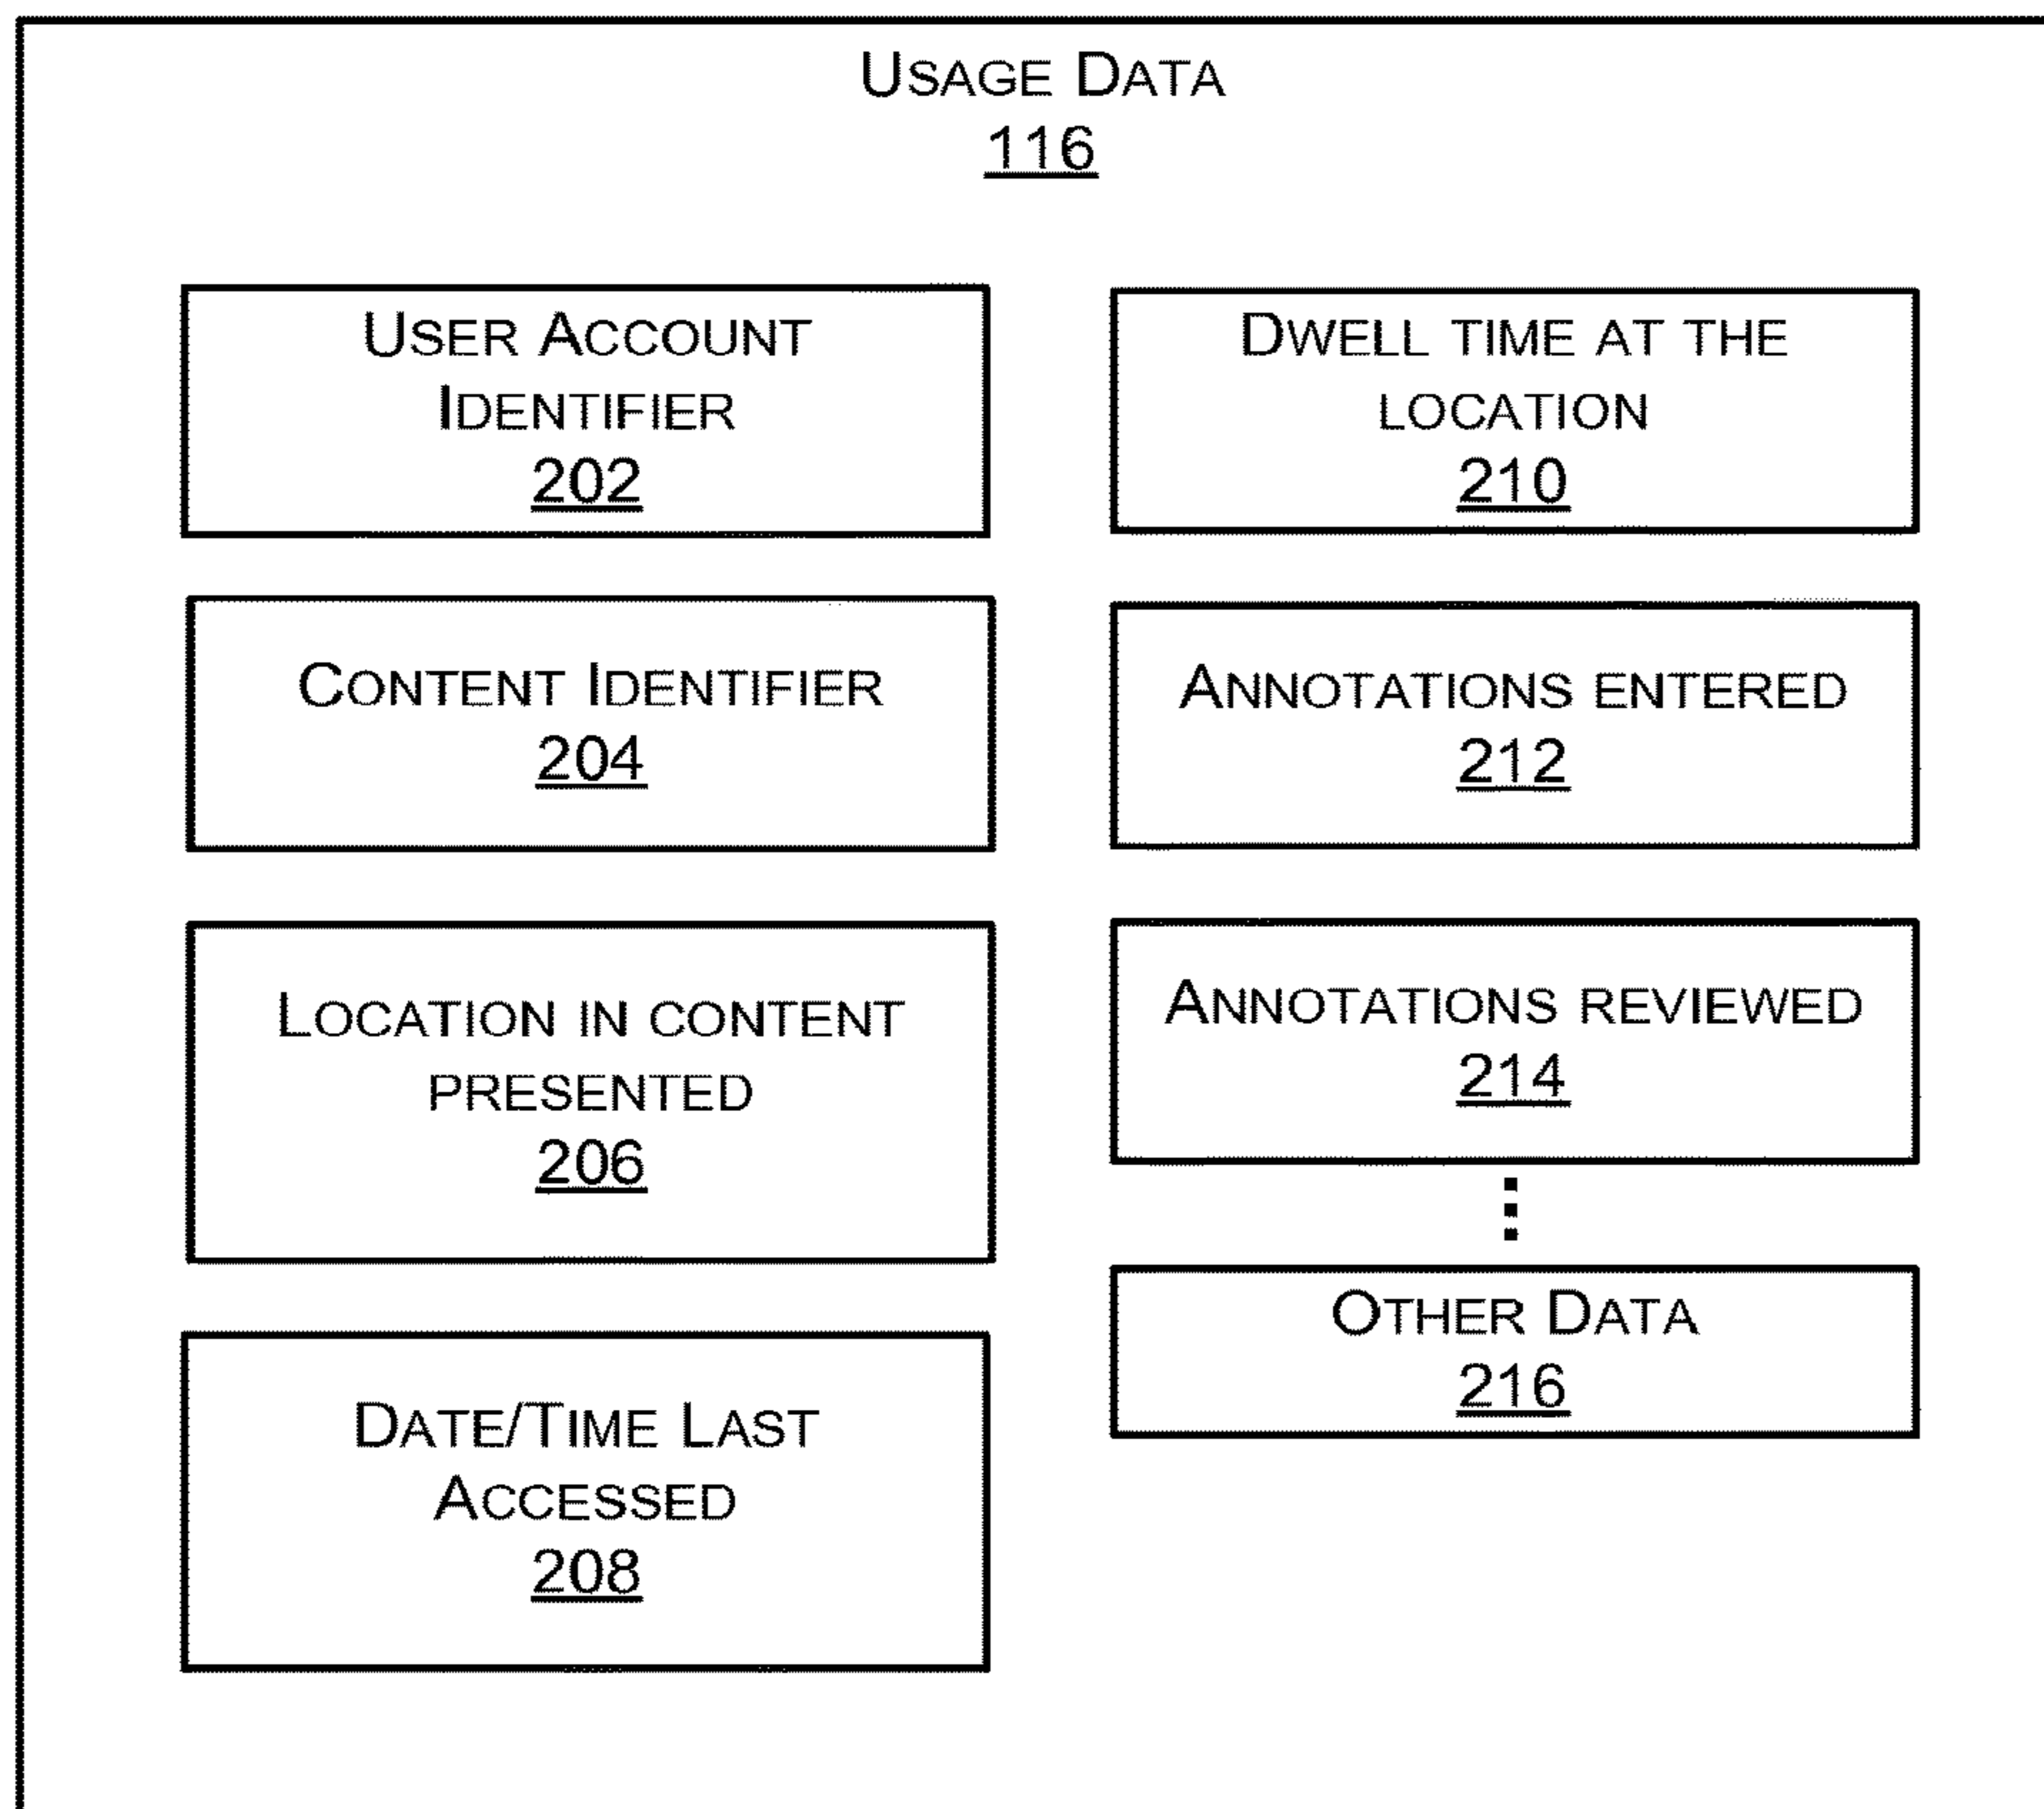 USAGE DATA
116
USER ACCOUNT
IDENTIFIER
202
CONTENT IDENTIFIER
204
LOCATION IN CONTENT
PRESENTED
206
DATE/TIME LAST
ACCESSED
208
DWELL TIME AT THE
LOCATION
210
ANNOTATIONS ENTERED
212
ANNOTATIONS REVIEWED
214
OTHER DATA
216